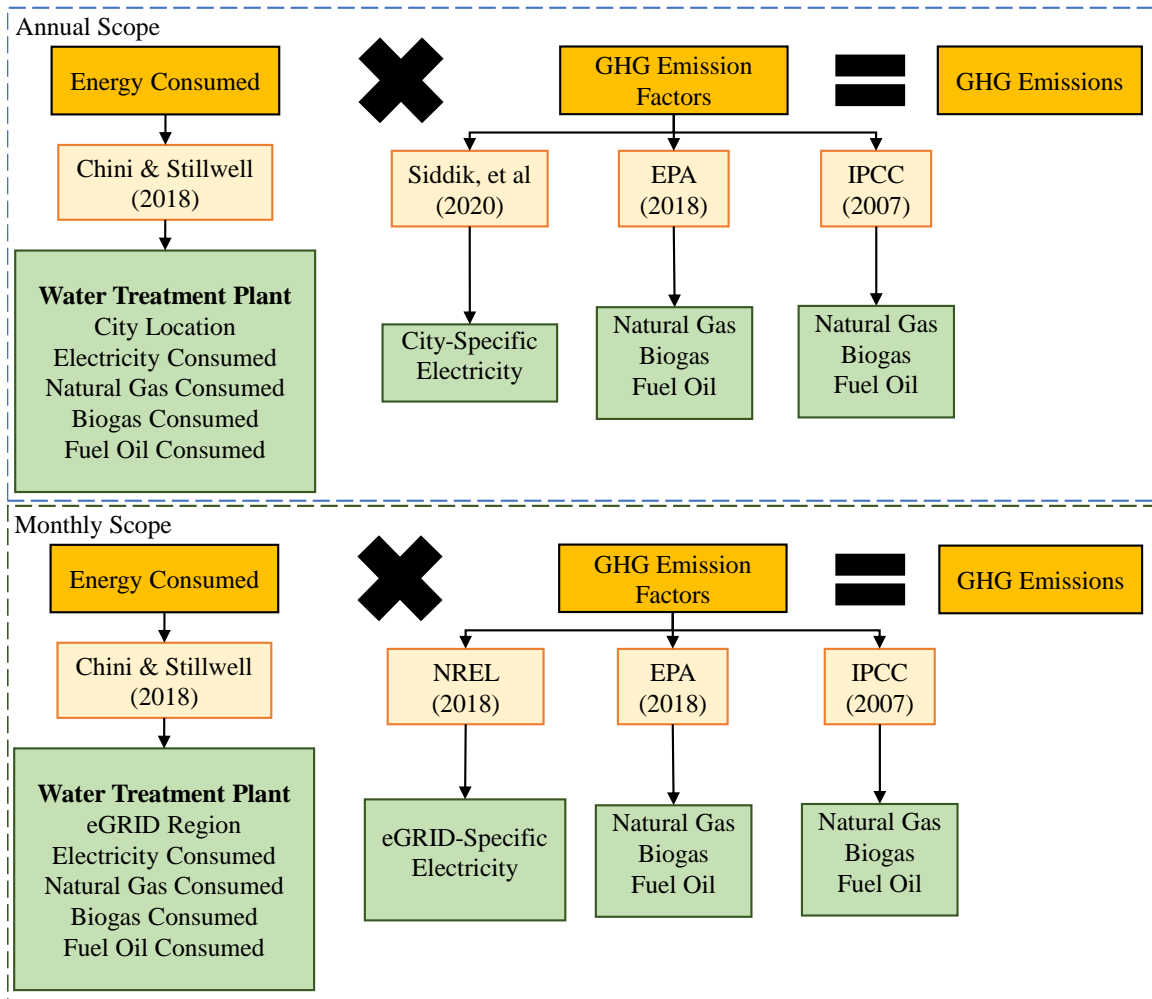 Annual Scope
Energy Consumed
GHG Emission
Factors
GHG Emissions
Chini & Stillwell
(2018)
Siddik, et al
(2020)
EPA
(2018)
IPCC
(2007)
Water Treatment Plant
City Location
Electricity Consumed
Natural Gas Consumed
Biogas Consumed
Fuel Oil Consumed
City-Specific
Electricity
Natural Gas
Biogas
Fuel Oil
Natural Gas
Biogas
Fuel Oil
Monthly Scope
Energy Consumed
GHG Emission
Factors
GHG Emissions
Chini & Stillwell
(2018)
NREL
(2018)
EPA
(2018)
IPCC
(2007)
Water Treatment Plant
eGRID Region
Electricity Consumed
Natural Gas Consumed
Biogas Consumed
Fuel Oil Consumed
eGRID-Specific
Electricity
Natural Gas
Biogas
Fuel Oil
Natural Gas
Biogas
Fuel Oil